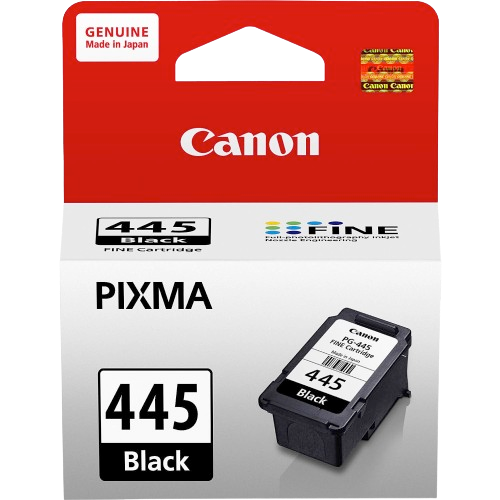 GENUINE
Made in Japan
Canon Canon
Canon Canon
Canon
445
Black
FINE Cartridge
FINE
Full-photolithography Inkjet
Nozzle Engineering
PIXMA
445
Black
Canon
PG-445
FINE Cartridge
Made in Japan
445
Black